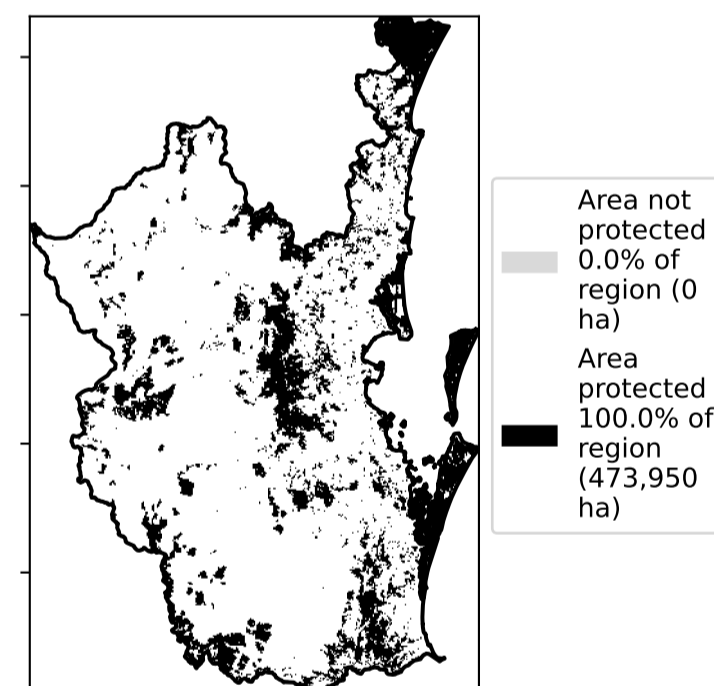 Area not
protected
0.0% of
region (0
ha)
Area
protected
100.0% of
region
(473,950
ha)